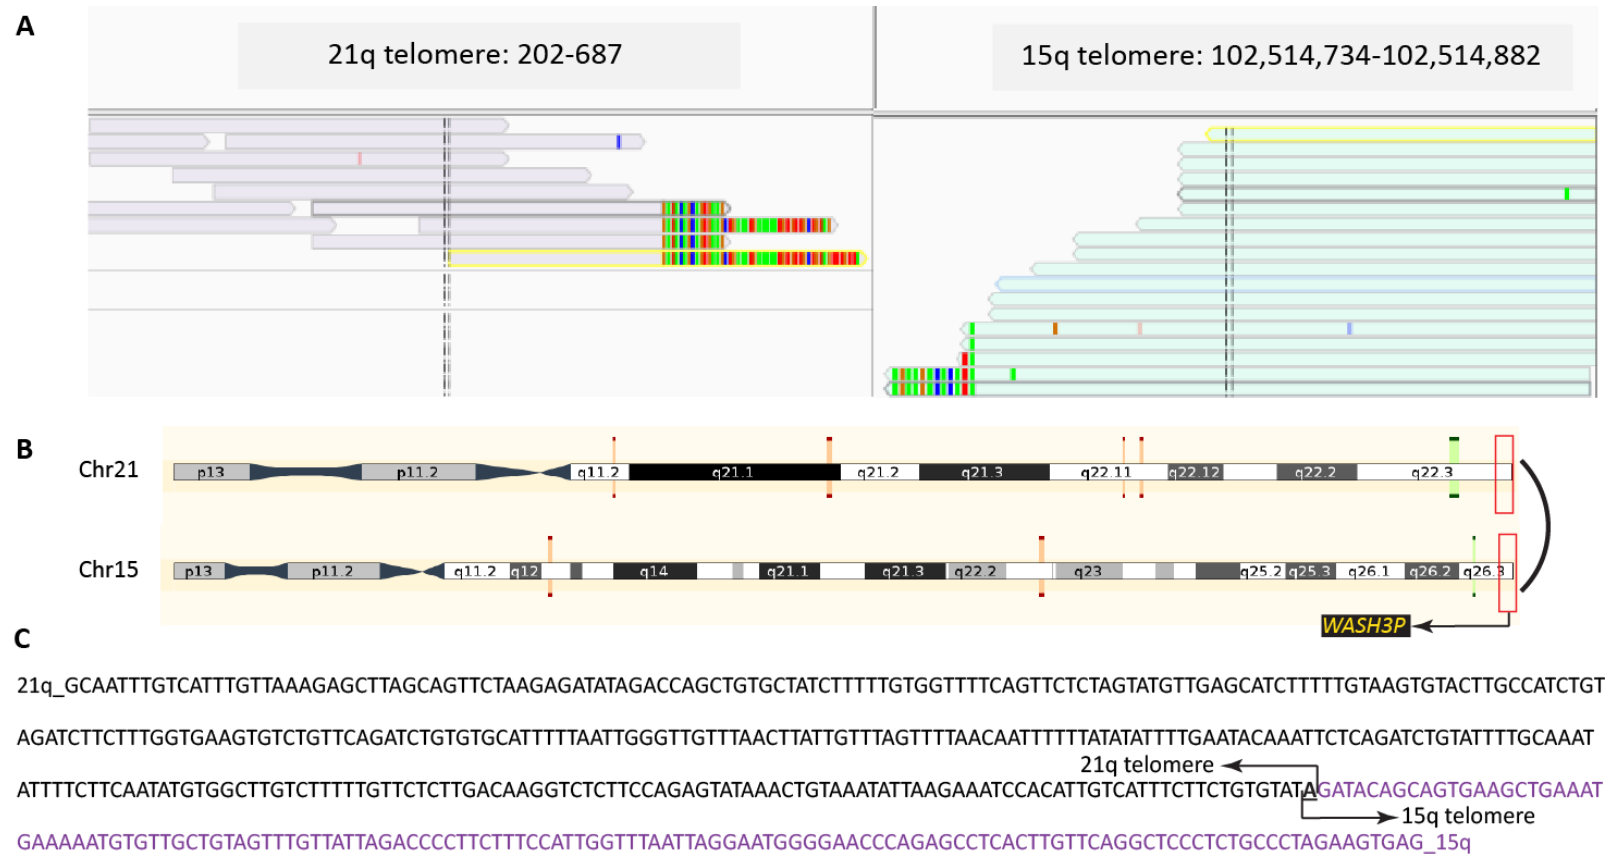 A
21q telomere: 202-687
15q telomere: 102,514,734-102,514,882
B
Chr21
p13 p11.2 q11.2 q21.1 q21.2 q21.3 q22.11 q22.12 q22.2 q22.3
Chr15
p13 p11.2 q11.2 q12 q14 q21.1 q21.3 q22.2 q23 q25.2 q25.3 q26.1 q26.2 q26.3
WASH3P
C
21q_GCAATTTGTCATTTGTTAAAGAGCTTAGCAGTTCTAAGAGATATAGACCAGCTGTGCTATCTTTTTGTGGTTTTCAGTTCTCTAGTATGTTGAGCATCTTTTTGTAAGTGTACTTGCCATCTGT
AGATCTTCTTTGGTGAAGTGTCTGTTCAGATCTGTGTGCATTTTTAATTGGGTTGTTTAACTTATTGTTTAGTTTTAACAATTTTTTATATATTTTGAATACAAATTCTCAGATCTGTATTTTGCAAAT
21q telomere
ATTTTCTTCAATATGTGGCTTGTCTTTTTGTTCTCTTGACAAGGTCTCTTCCAGAGTATAAACTGTAAATATTAAGAAATCCACATTGTCATTTCTTCTGTGTATAGATACAGCAGTGAAGCTGAAAT
15q telomere
GAAAAATGTGTTGCTGTAGTTTGTTATTAGACCCCTTCTTTCCATTGGTTTAATTAGGAATGGGGAACCCAGAGCCTCACTTGTTCAGGCTCCCTCTGCCCTAGAAGTGAG_15q